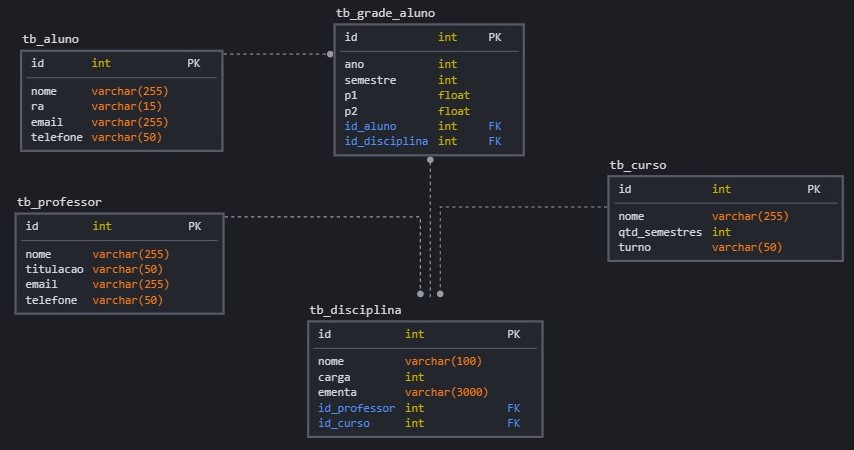 tb_grade_aluno
id int PK
ano int
semestre int
p1 float
p2 float
id_aluno int FK
id_disciplina int FK
tb_aluno
id int PK
nome varchar(255)
ra varchar(15)
email varchar(255)
telefone varchar(50)
tb_curso
id int PK
nome varchar(255)
qtd_semestres int
turno varchar(50)
tb_professor
id int PK
nome varchar(255)
titulacao varchar(50)
email varchar(255)
telefone varchar(50)
tb_disciplina
id int PK
nome varchar(100)
carga int
ementa varchar(3000)
id_professor int FK
id_curso int FK